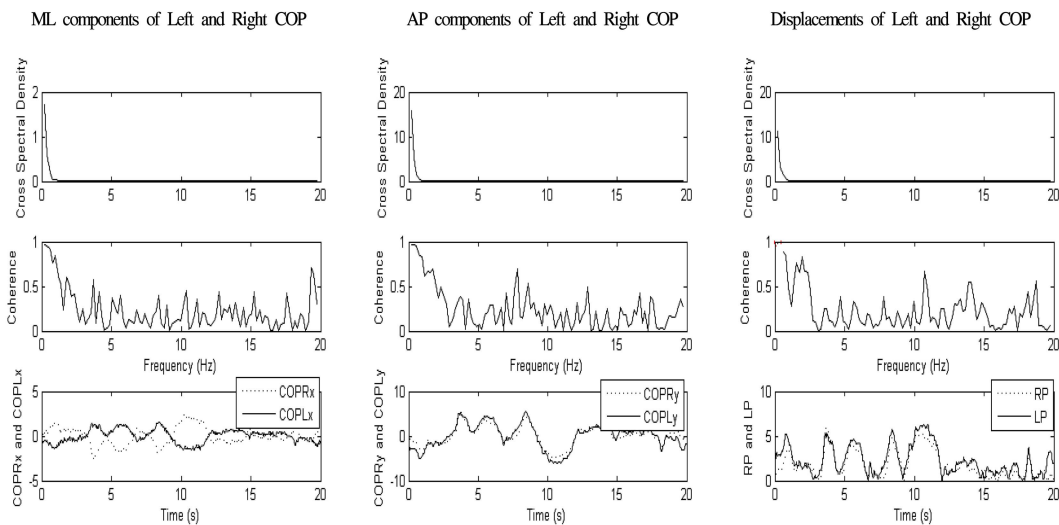 ML components of Left and Right COP
AP components of Left and Right COP
Displacements of Left and Right COP
Cross Spectral Density
2
1
0
0 5 10 15 20
Cross Spectral Density
20
10
0
0 5 10 15 20
Cross Spectral Density
20
10
0
0 5 10 15 20
Coherence
1
0.5
0
0 5 10 15 20
Frequency (Hz)
Coherence
1
0.5
0
0 5 10 15 20
Frequency (Hz)
Coherence
1
0.5
0
0 5 10 15 20
Frequency (Hz)
COPRx and COPLx
5
0
-5
0 5 10 15 20
Time (s)
COPRx
COPLx
COPRy and COPLy
10
0
-10
0 5 10 15 20
Time (s)
COPRy
COPLy
RP and LP
10
5
0
0 5 10 15 20
Time (s)
RP
LP